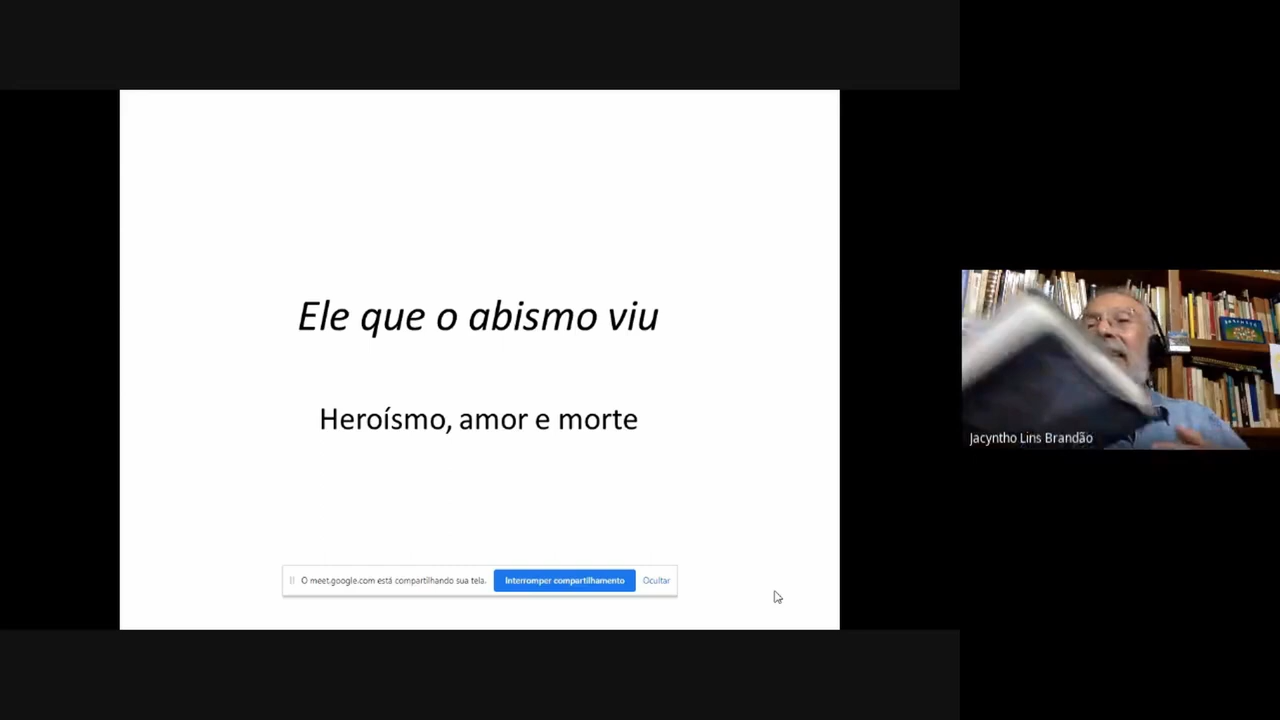 Ele que o abismo viu
Heroísmo, amor e morte
O meet.google.com está compartilhando sua tela. Interromper compartilhamento Ocultar
Jacyntho Lins Brandão